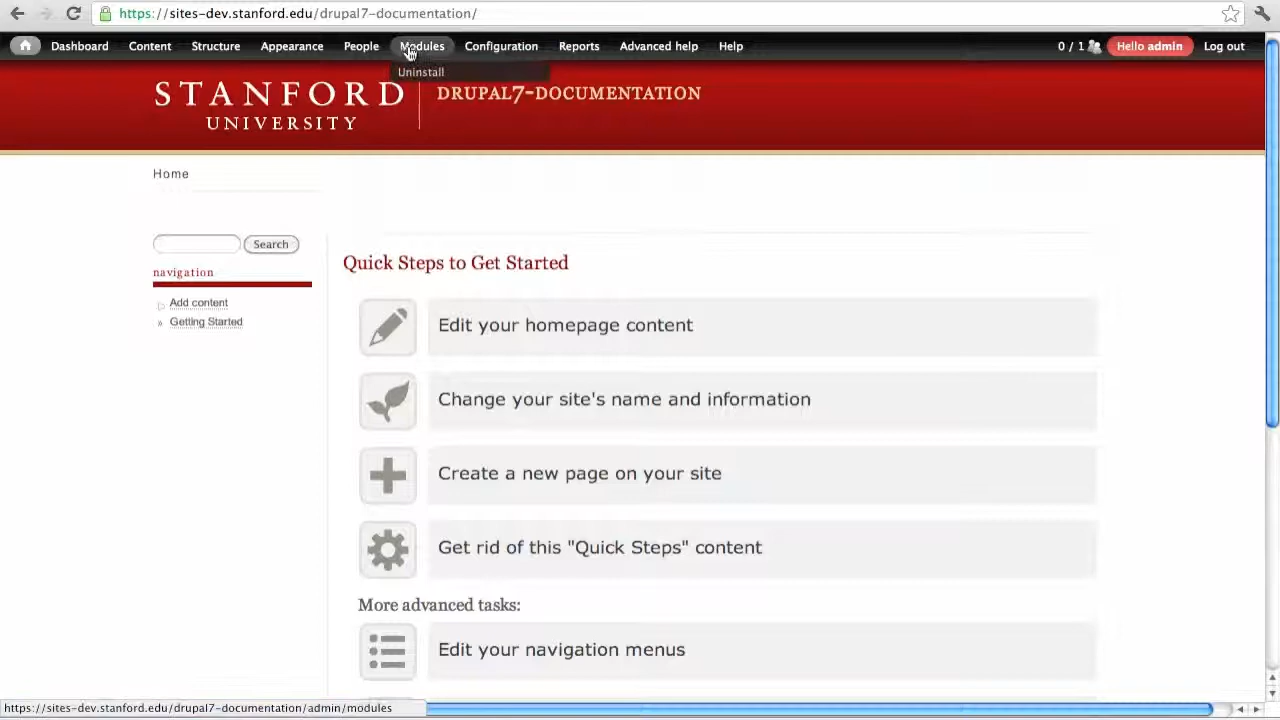 https://sites-dev.stanford.edu/drupal7-documentation/
Dashboard Content Structure Appearance People Modules Configuration Reports Advanced help Help 0 / 1 Hello admin Log out
Uninstall
STANFORD UNIVERSITY
DRUPAL7-DOCUMENTATION
Home
Search
navigation
Add content
Getting Started
Quick Steps to Get Started
Edit your homepage content
Change your site's name and information
Create a new page on your site
Get rid of this "Quick Steps" content
More advanced tasks:
Edit your navigation menus
https://sites-dev.stanford.edu/drupal7-documentation/admin/modules